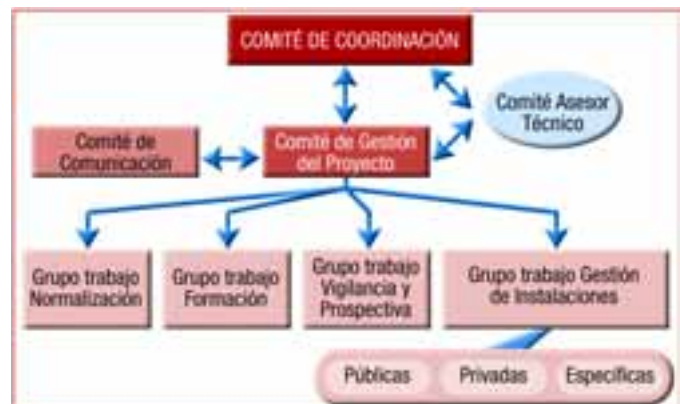 COMITÉ DE COORDINACIÓN
Comité Asesor
Técnico
Comité de
Comunicación
Comité de Gestión
del Proyecto
Grupo trabajo
Normalización
Grupo trabajo
Formación
Grupo trabajo
Vigilancia y
Prospectiva
Grupo trabajo Gestión
de Instalaciones
Públicas
Privadas
Específicas